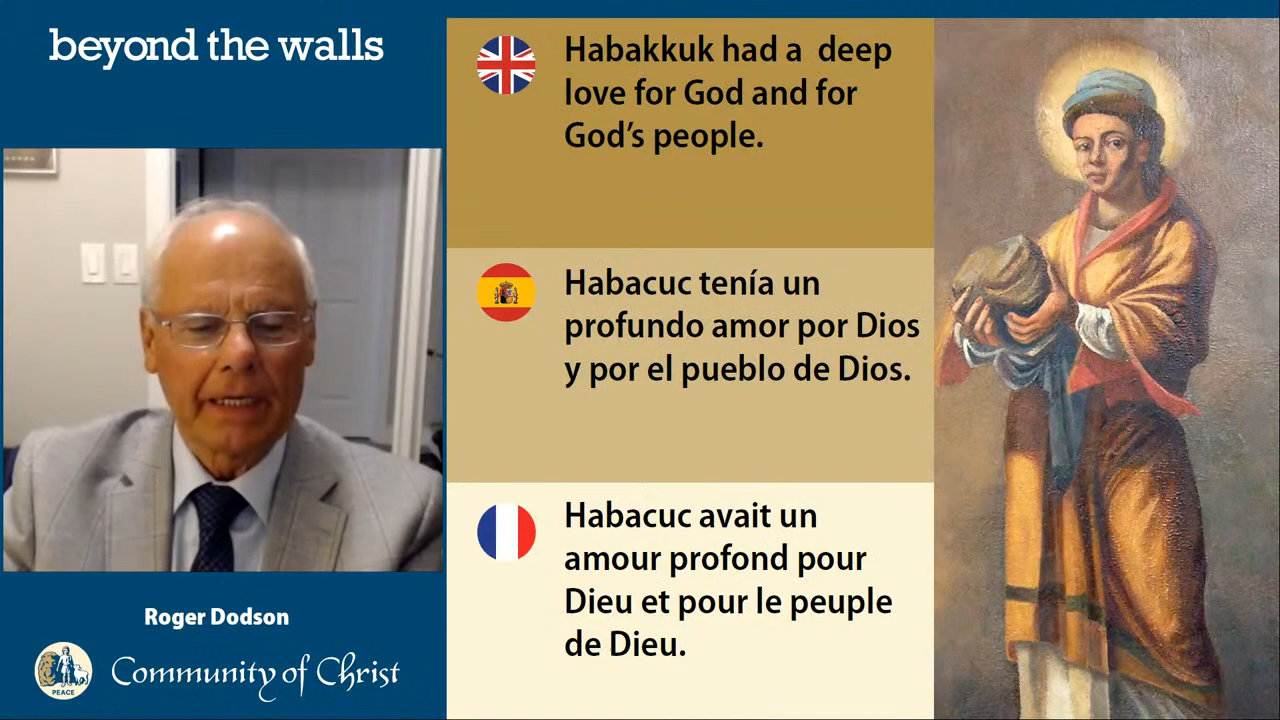 beyond the walls
Habakkuk had a  deep
love for God and for
God's people.
Habacuc tenía un
profundo amor por Dios
y por el pueblo de Dios.
Habacuc avait un
amour profond pour
Dieu et pour le peuple
de Dieu.
Roger Dodson
PEACE
Community of Christ